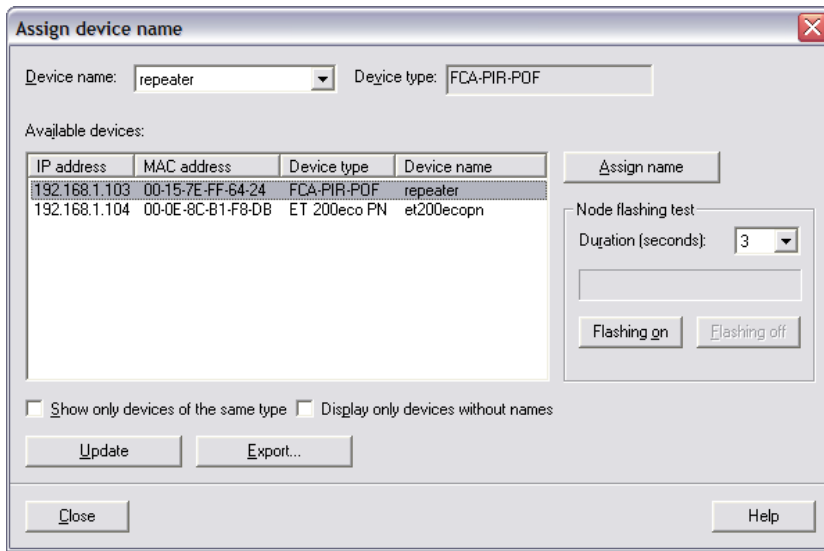 Assign device name
Device name: repeater Device type: FCA-PIR-POF
Available devices:
IP address MAC address Device type Device name
192.168.1.103 00-15-7E-FF-64-24 FCA-PIR-POF repeater
192.168.1.104 00-0E-8C-B1-F8-DB ET 200eco PN et200ecopn
Assign name
Node flashing test
Duration (seconds): 3
Flashing on Flashing off
Show only devices of the same type Display only devices without names
Update Export...
Close Help